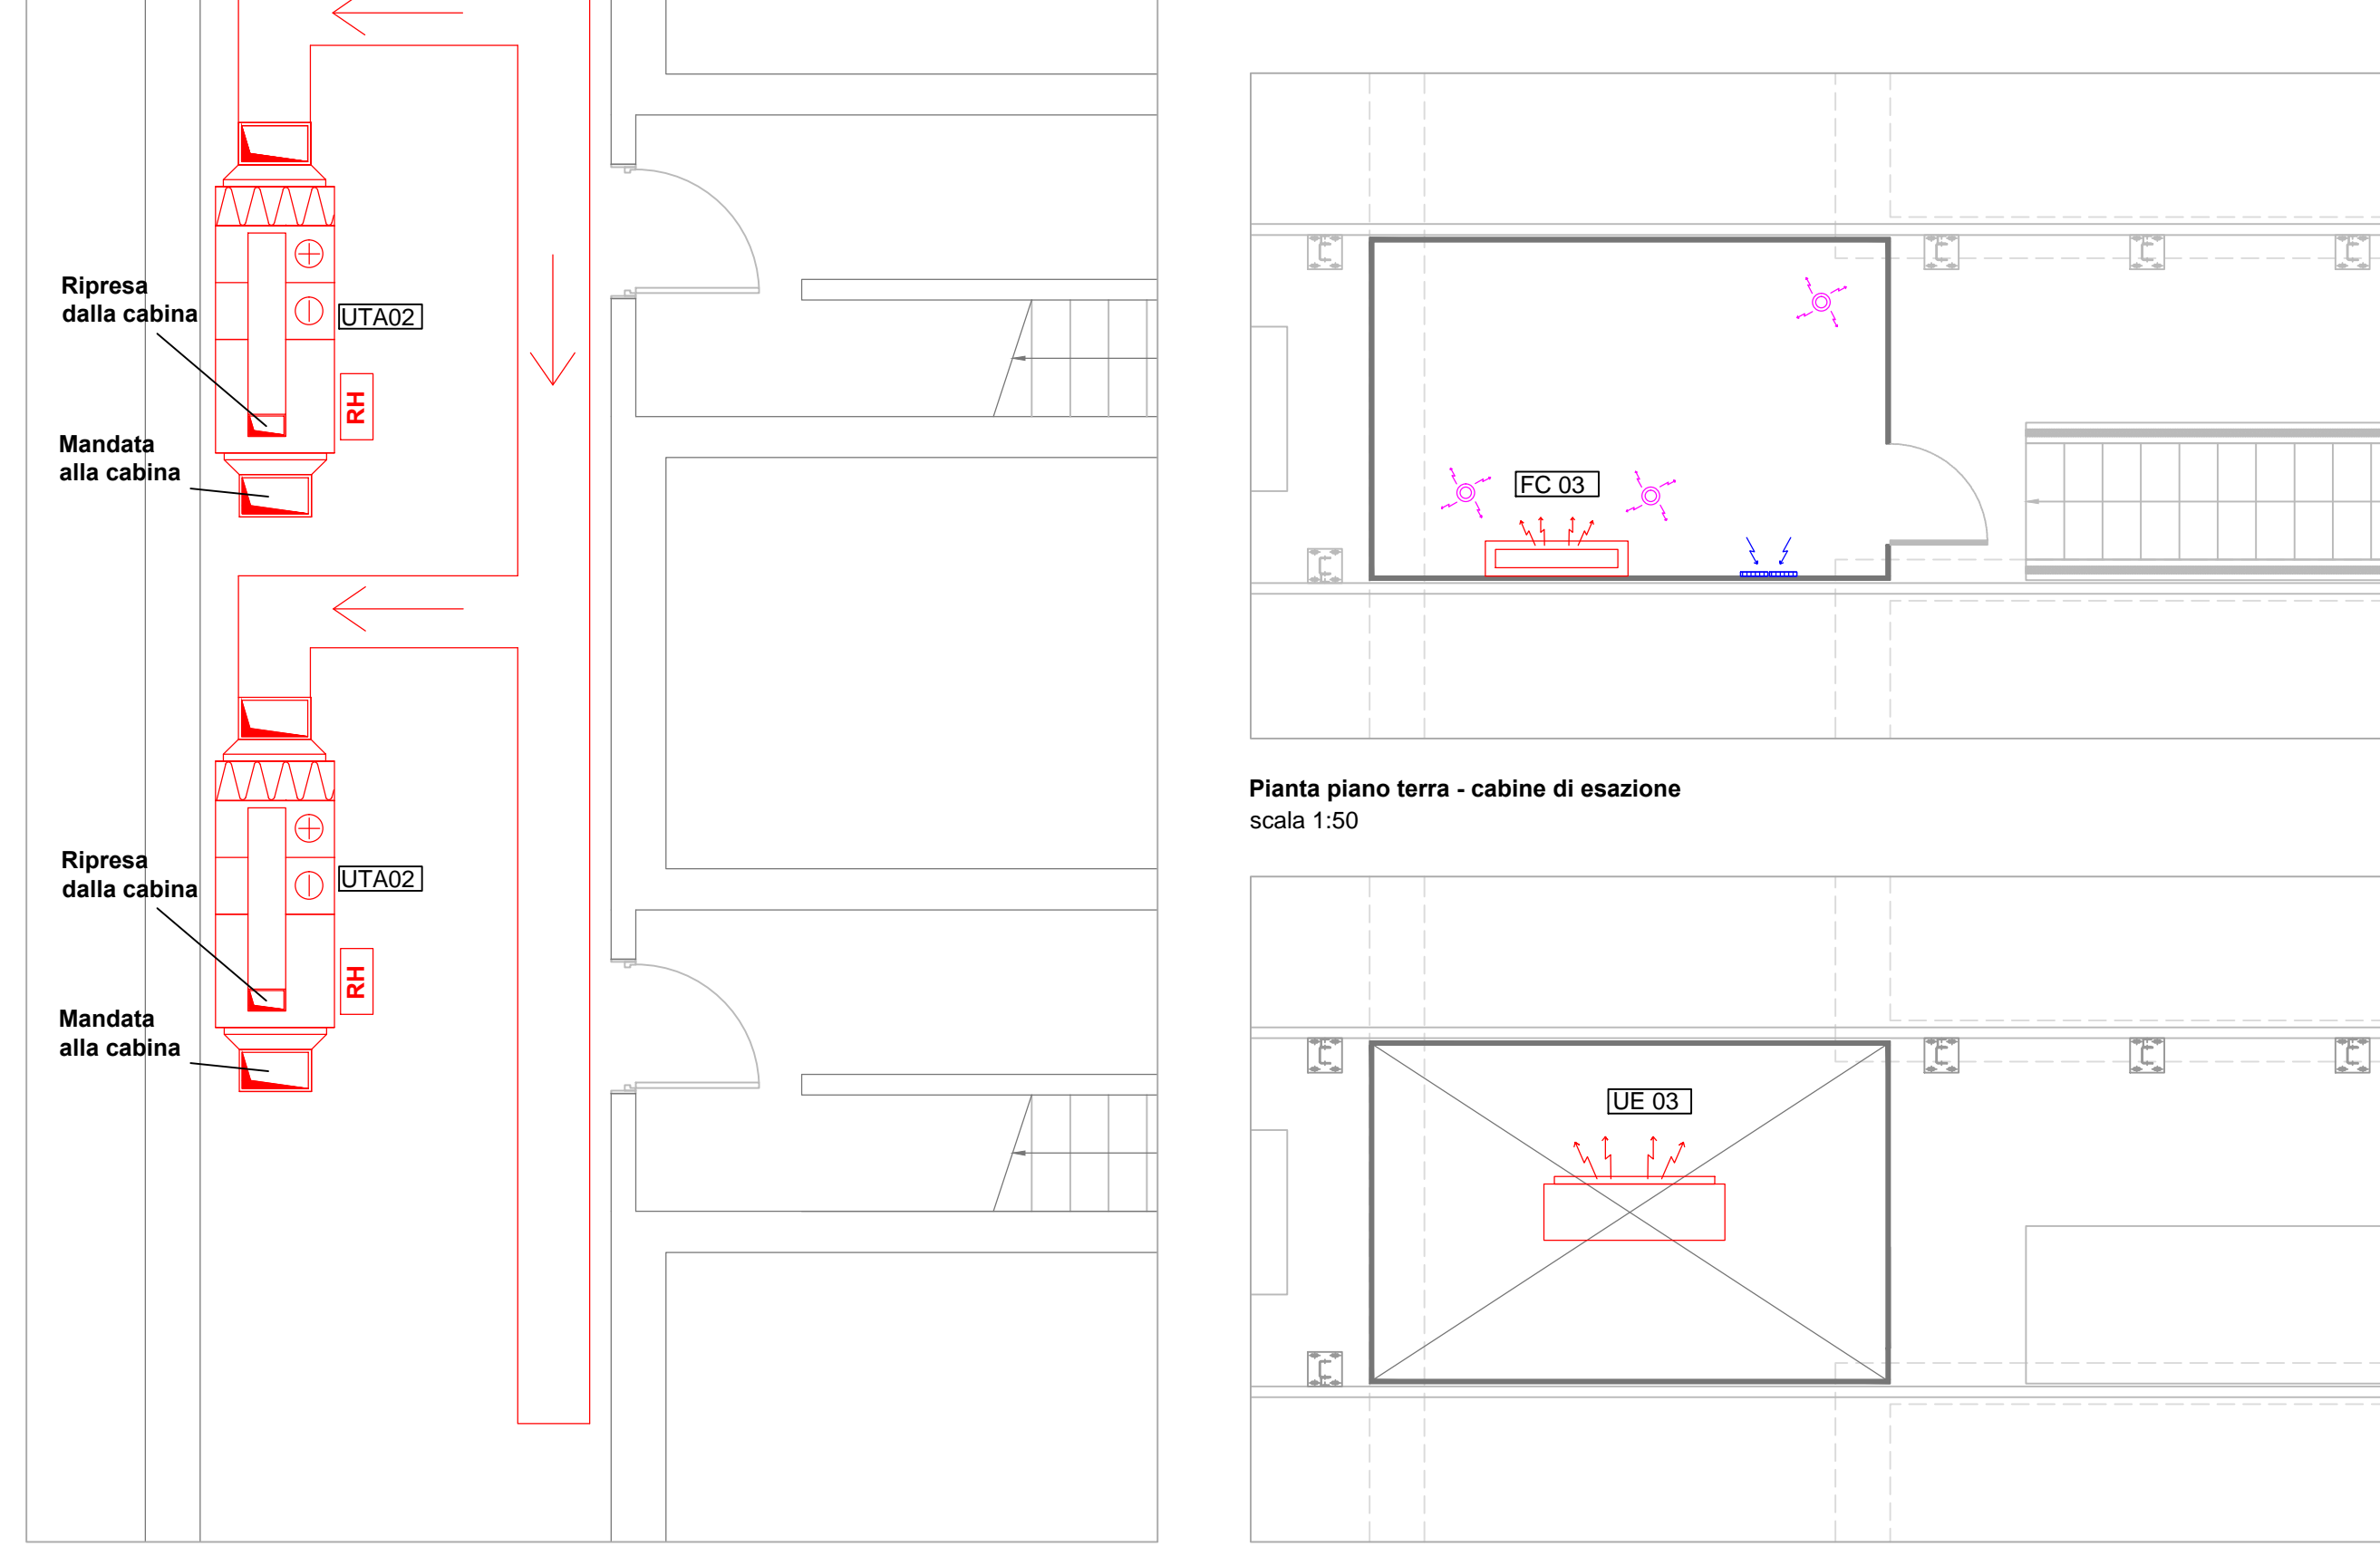 Ripresa
dalla cabina
UTA02
RH
Mandata
alla cabina
Ripresa
dalla cabina
UTA02
RH
Mandata
alla cabina
FC 03
Pianta piano terra - cabine di esazione
scala 1:50
UE 03